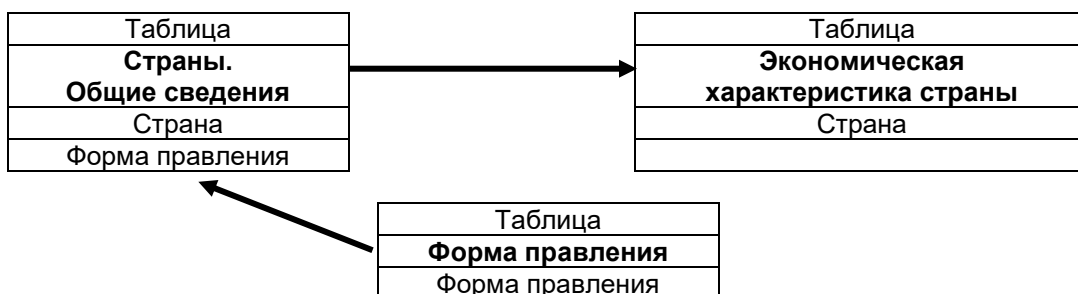 Таблица
Страны.
Общие сведения
Страна
Форма правления
Таблица
Экономическая
характеристика страны
Страна
Таблица
Форма правления
Форма правления